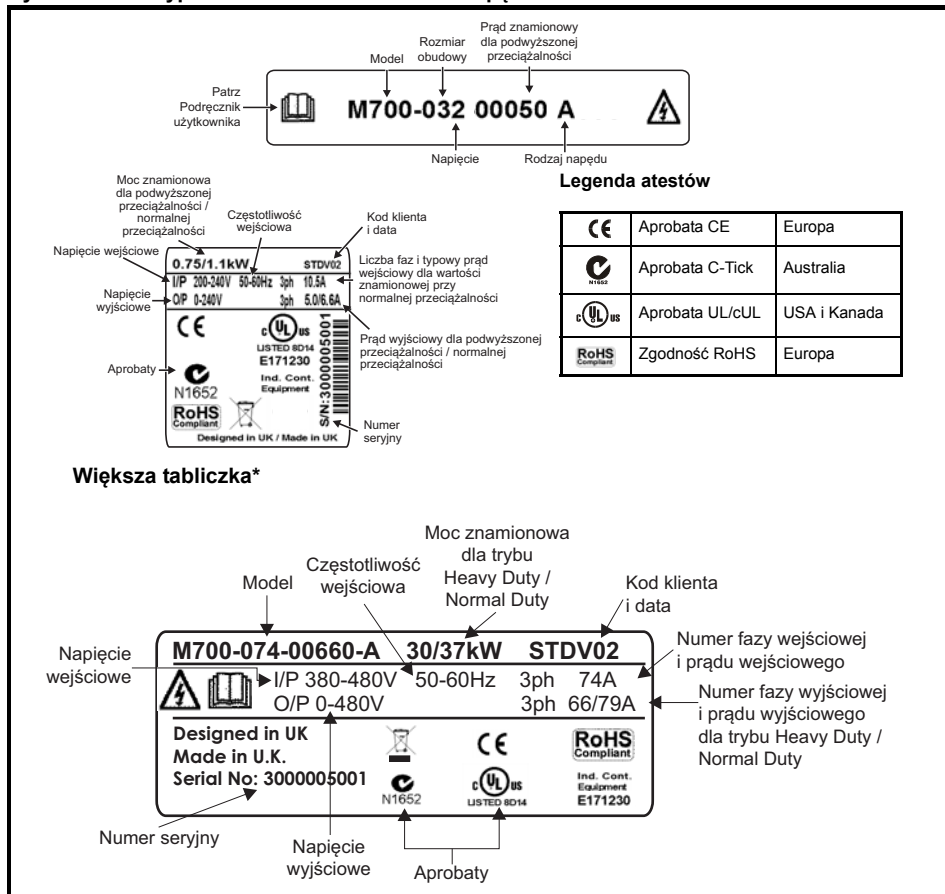 Prąd znamionowy
dla podwyższonej
przeciążalności
Rozmiar
obudowy
Model
Patrz
Podręcznik
użytkownika
M700-032 00050 A
Napięcie
Rodzaj napędu
Moc znamionowa
dla podwyższonej
przeciążalności /
normalnej
przeciążalności
Częstotliwość
wejściowa
Kod klienta
i data
Napięcie wejściowe
Napięcie
wyjściowe
Aprobaty
0.75/1.1kW
STDV02
I/P 200-240V 50-60Hz 3ph 10.5A
O/P 0-240V 3ph 5.0/6.6A
CE
c UL us
LISTED 8D14
E171230
Ind. Cont.
Equipment
N1652
RoHS
Compliant
S/N:3000005001
Designed in UK / Made in UK
Liczba faz i typowy prąd
wejściowy dla wartości
znamionowej przy
normalnej przeciążalności
Prąd wyjściowy dla podwyższonej
przeciążalności / normalnej
przeciążalności
Numer
seryjny
Legenda atestów
CE Aprobata CE Europa
N1652 Aprobata C-Tick Australia
c UL us Aprobata UL/cUL USA i Kanada
RoHS Compliant Zgodność RoHS Europa
Większa tabliczka*
Model
Częstotliwość
wejściowa
Moc znamionowa
dla trybu
Heavy Duty /
Normal Duty
Kod klienta
i data
Napięcie
wejściowe
M700-074-00660-A 30/37kW STDV02
I/P 380-480V 50-60Hz 3ph 74A
O/P 0-480V 3ph 66/79A
Numer fazy wejściowej
i prądu wejściowego
Numer fazy wyjściowej
i prądu wyjściowego
dla trybu Heavy Duty /
Normal Duty
Designed in UK
Made in U.K.
Serial No: 3000005001
CE
RoHS
Compliant
N1652
c UL us
LISTED 8D14
Ind. Cont.
Equipment
E171230
Numer seryjny
Napięcie
wyjściowe
Aprobaty